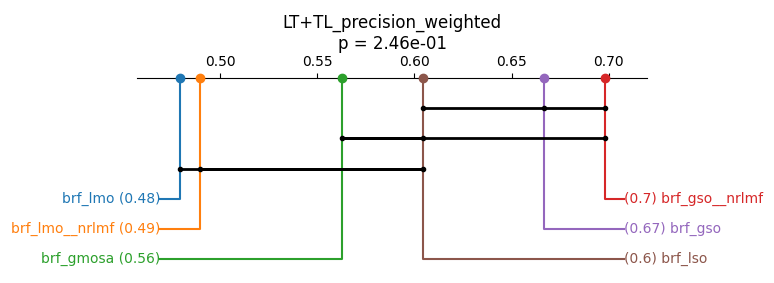 LT+TL_precision_weighted
p = 2.46e-01
0.50 0.55 0.60 0.65 0.70
brf_lmo (0.48) (0.7) brf_gso__nrlmf
brf_lmo__nrlmf (0.49) (0.67) brf_gso
brf_gmosa (0.56) (0.6) brf_lso